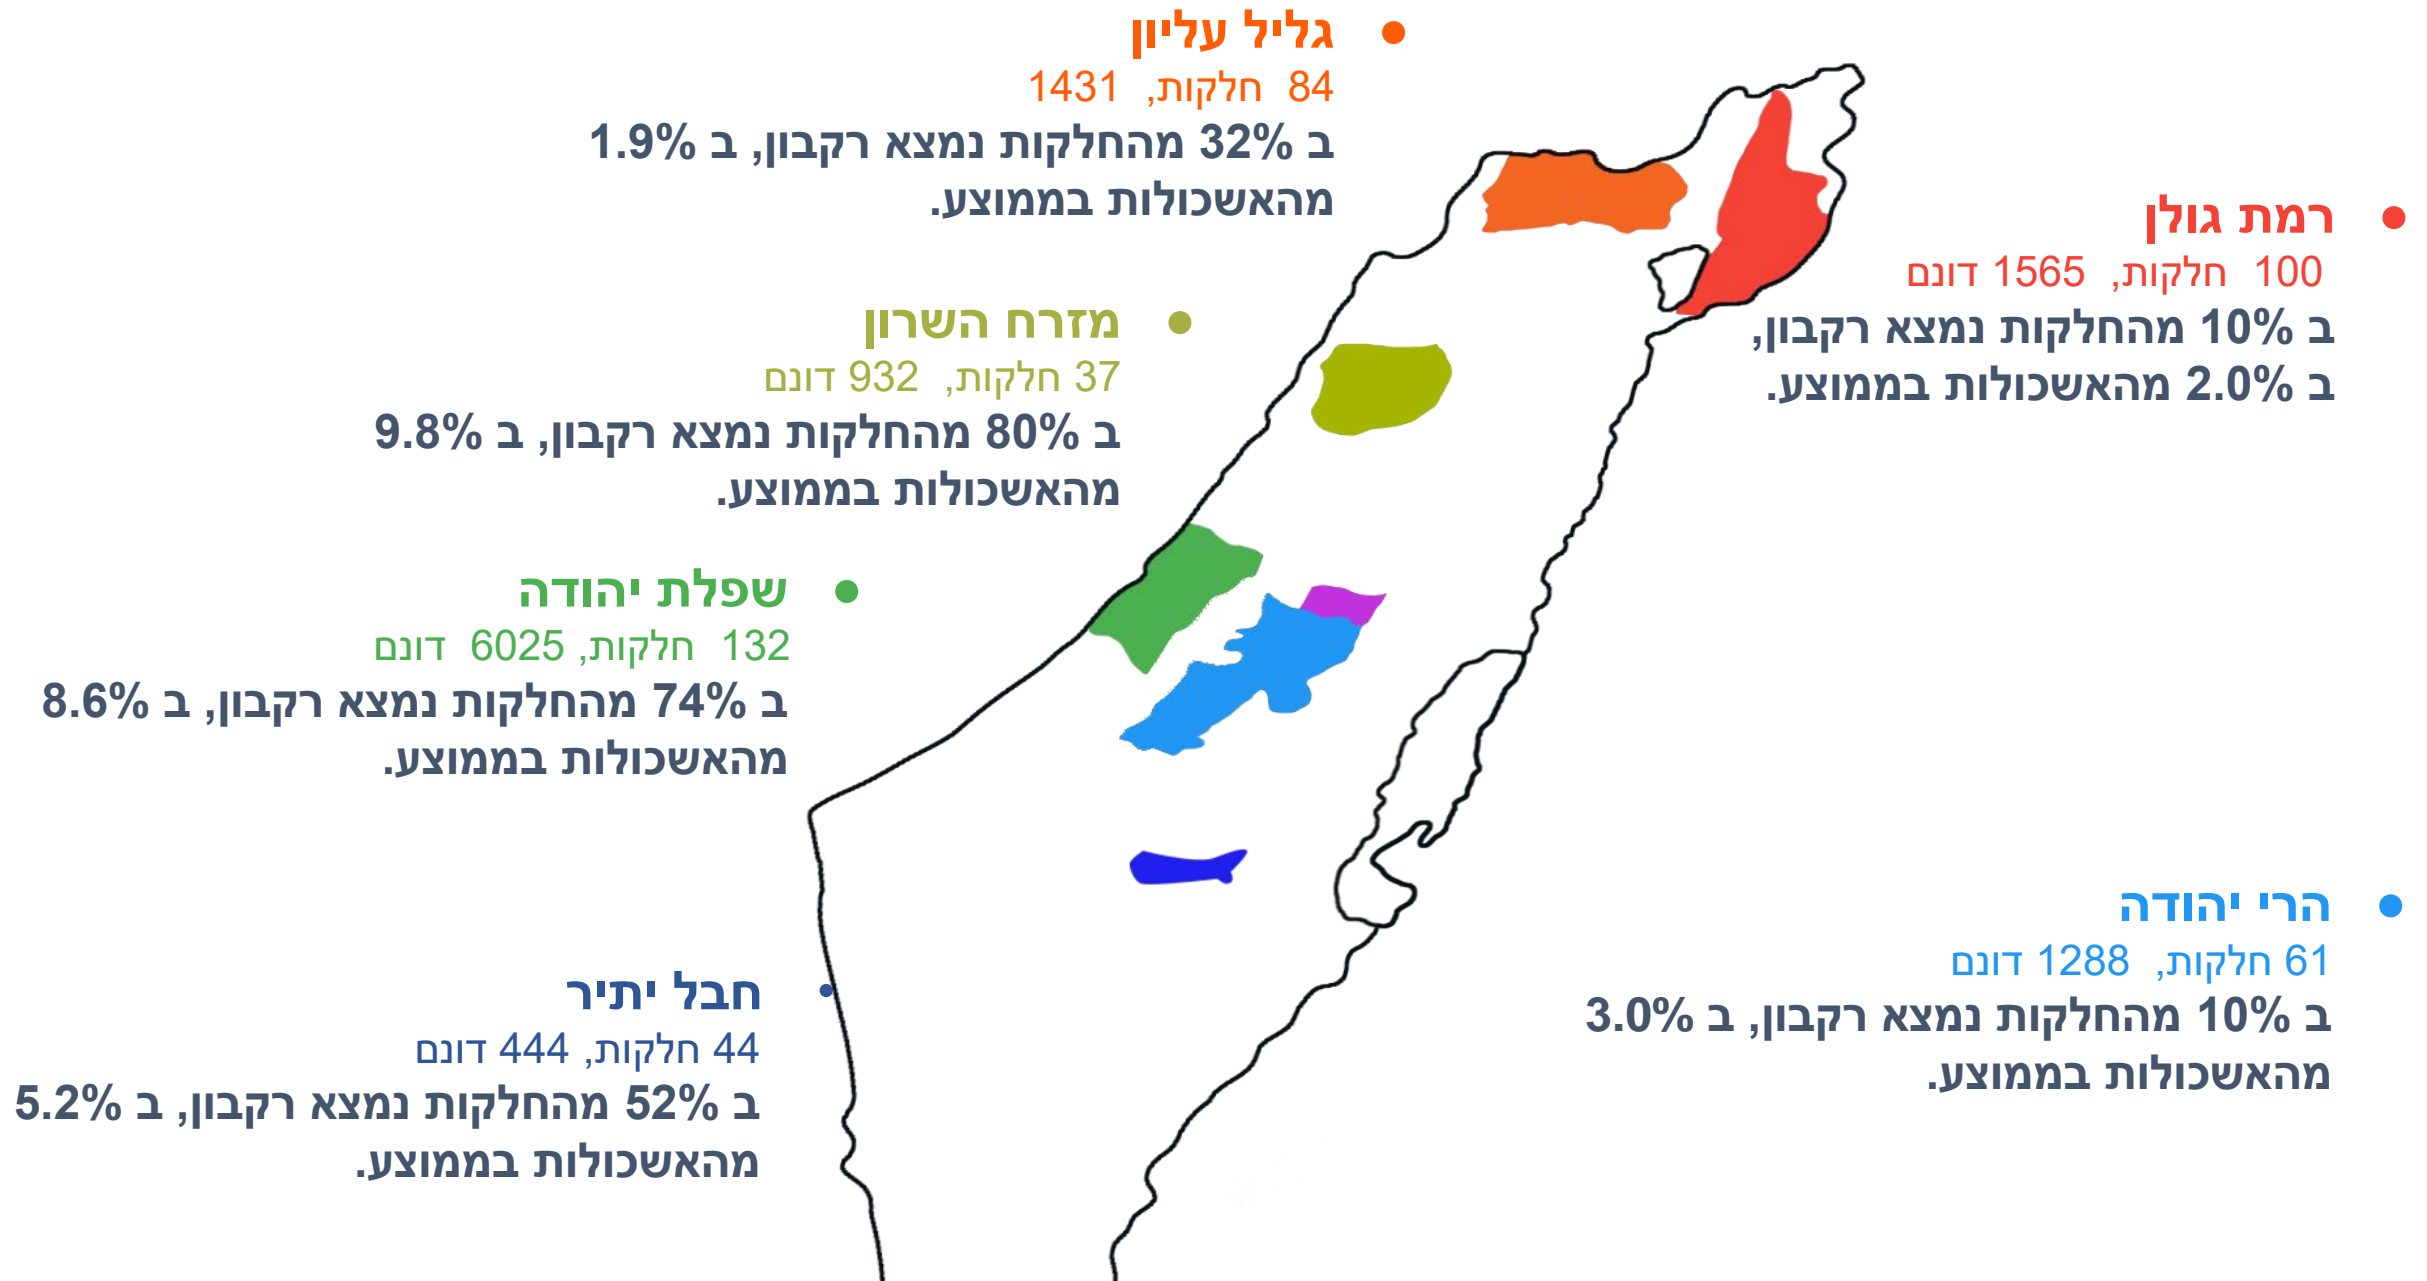 גליל עליון
84 חלקות, 1431
ב 32% מהחלקות נמצא רקבון, ב 1.9%
מהאשכולות בממוצע.
רמת גולן
100 חלקות, 1565 דונם
ב 10% מהחלקות נמצא רקבון,
ב 2.0% מהאשכולות בממוצע.
מזרח השרון
37 חלקות, 932 דונם
ב 80% מהחלקות נמצא רקבון, ב 9.8%
מהאשכולות בממוצע.
שפלת יהודה
132 חלקות, 6025 דונם
ב 74% מהחלקות נמצא רקבון, ב 8.6%
מהאשכולות בממוצע.
הרי יהודה
61 חלקות, 1288 דונם
ב 10% מהחלקות נמצא רקבון, ב 3.0%
מהאשכולות בממוצע.
חבל יתיר
44 חלקות, 444 דונם
ב 52% מהחלקות נמצא רקבון, ב 5.2%
מהאשכולות בממוצע.